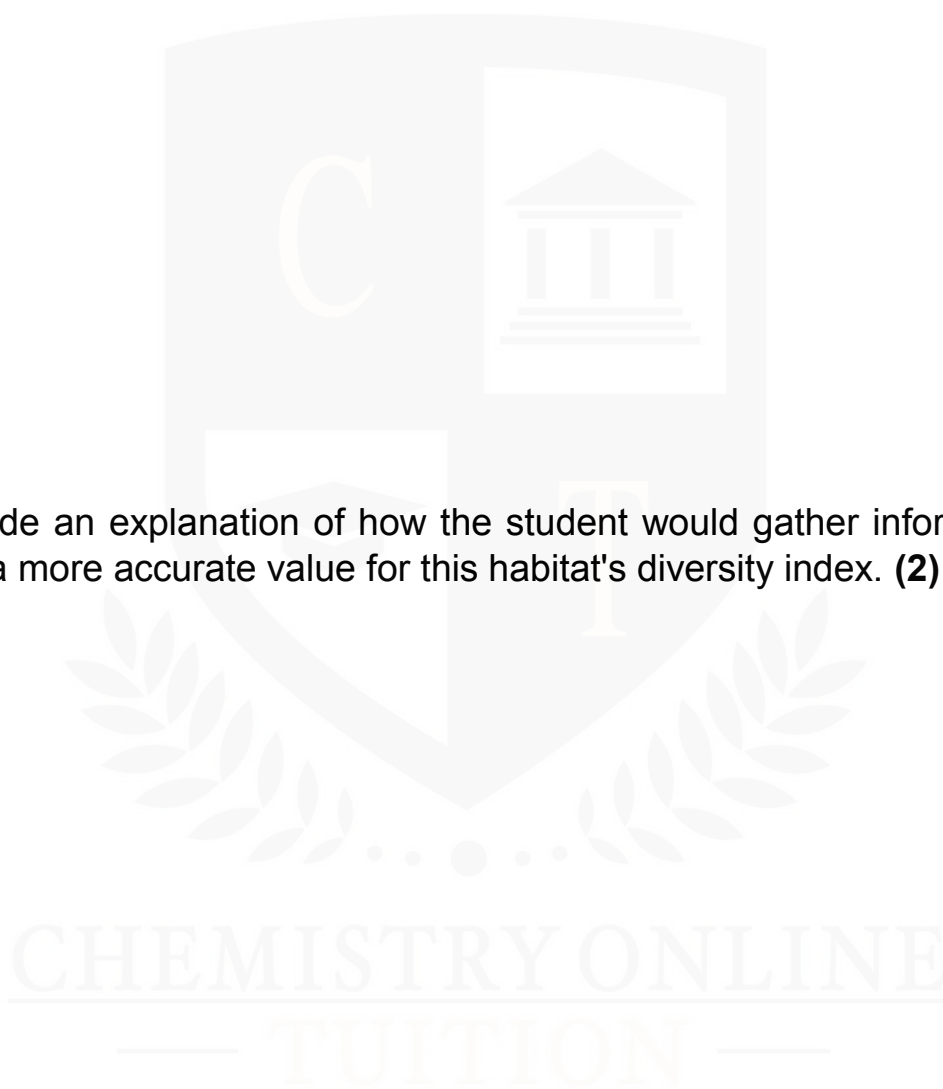 C
de an explanation of how the student would gather infor
a more accurate value for this habitat's diversity index. (2)
T
CHEMISTRY ONLINE
TUITION